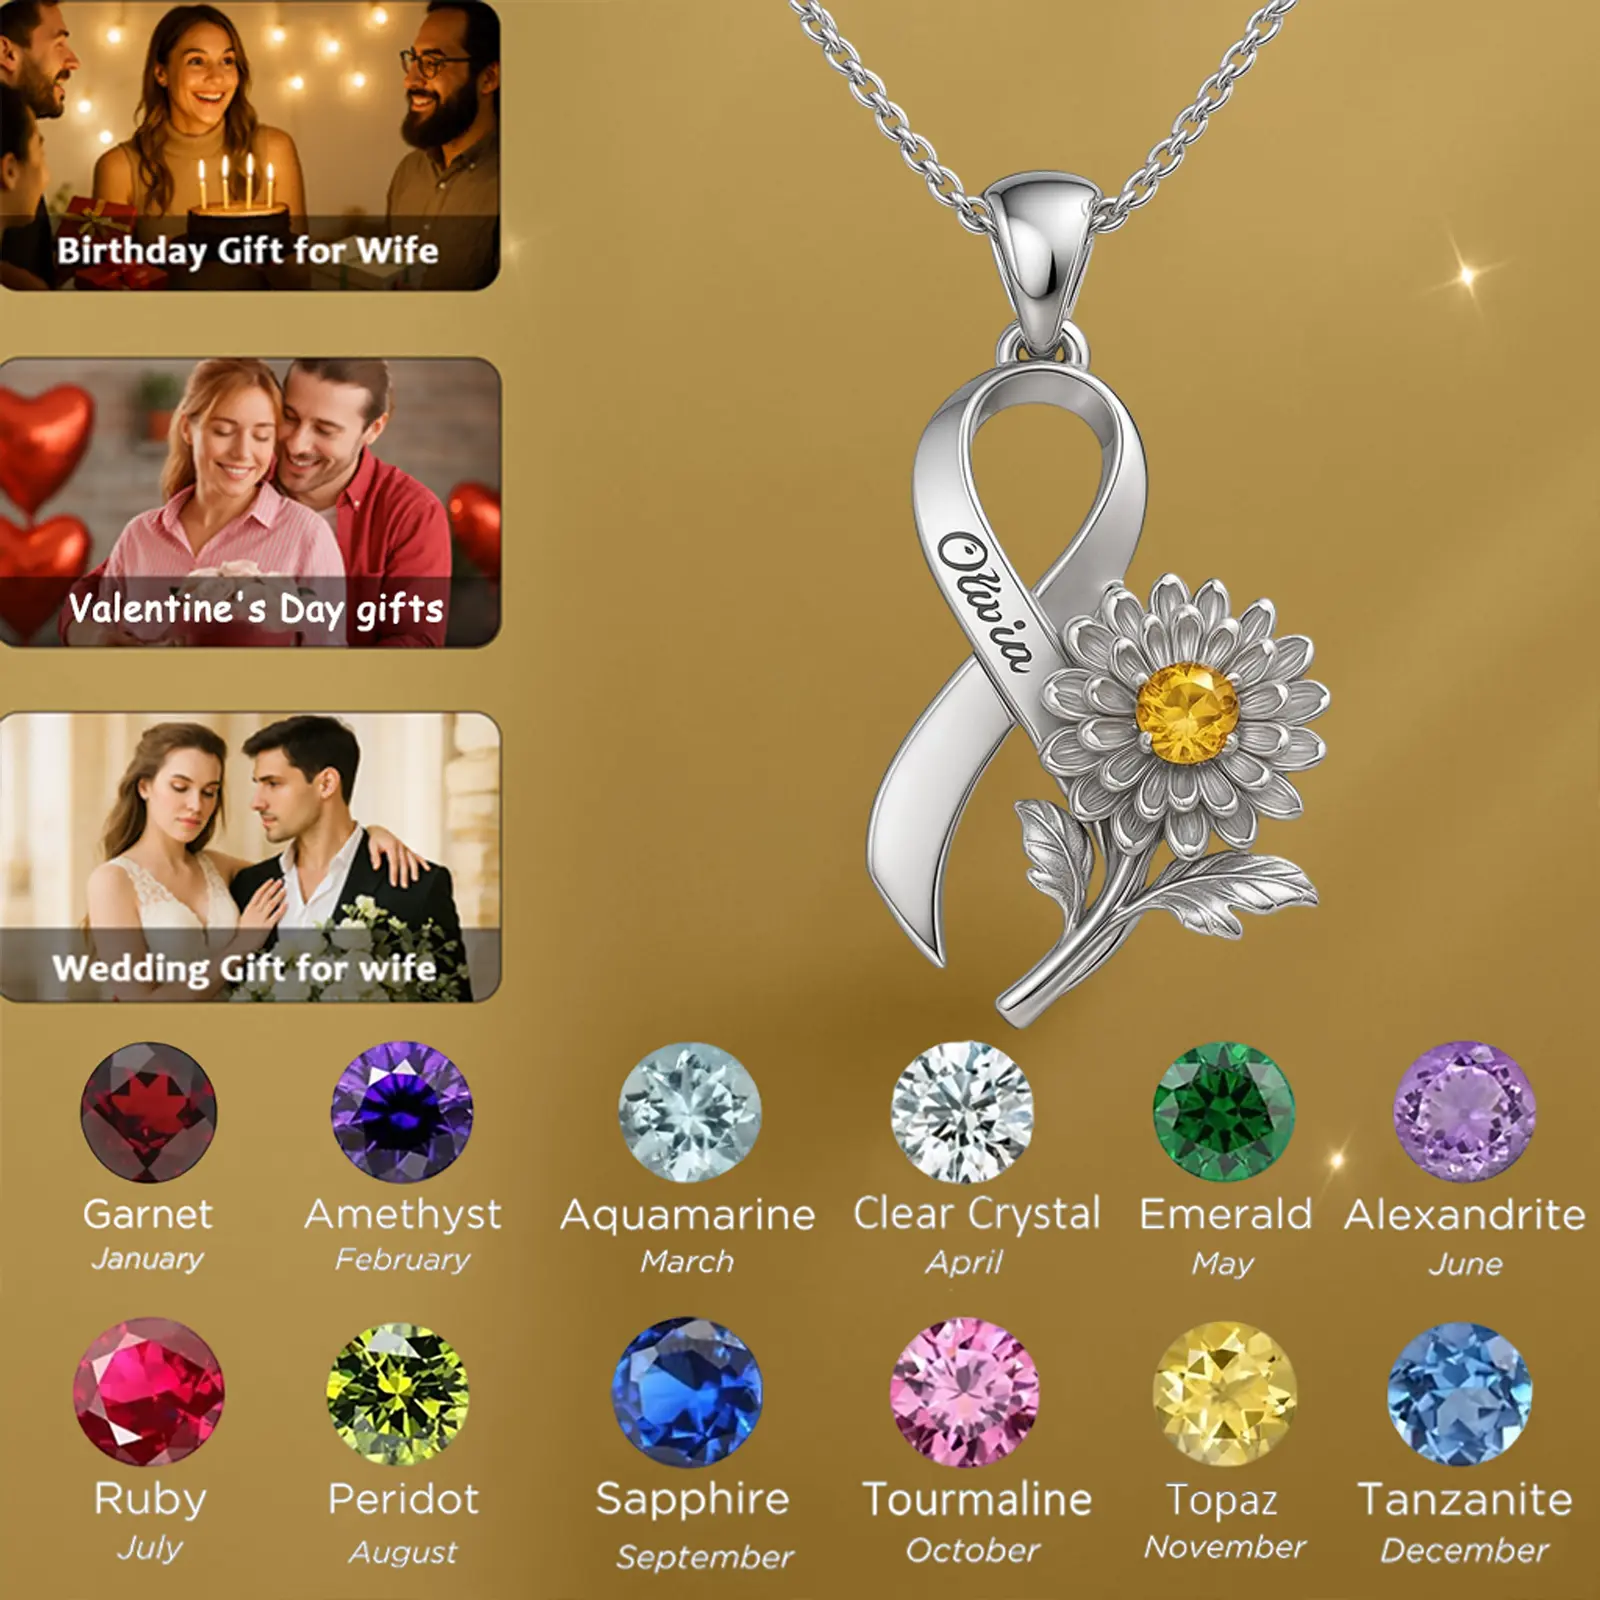 Birthday Gift for Wife
Valentine's Day gifts
Wedding Gift for wife
Olivia
Garnet
January
Amethyst
February
Aquamarine
March
Clear Crystal
April
Emerald
May
Alexandrite
June
Ruby
July
Peridot
August
Sapphire
September
Tourmaline
October
Topaz
November
Tanzanite
December